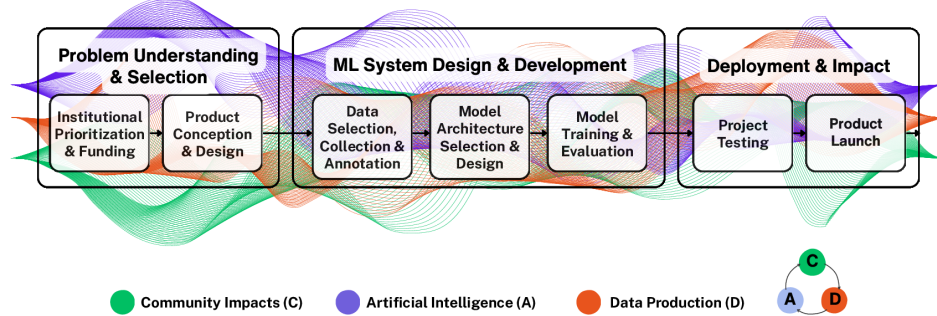 Problem Understanding
& Selection
ML System Design & Development
Deployment & Impact
Institutional
Prioritization
& Funding
Product
Conception
& Design
Data
Selection,
Collection &
Annotation
Model
Architecture
Selection &
Design
Model
Training &
Evaluation
Project
Testing
Product
Launch
Community Impacts (C)
Artificial Intelligence (A)
Data Production (D)
C
A
D